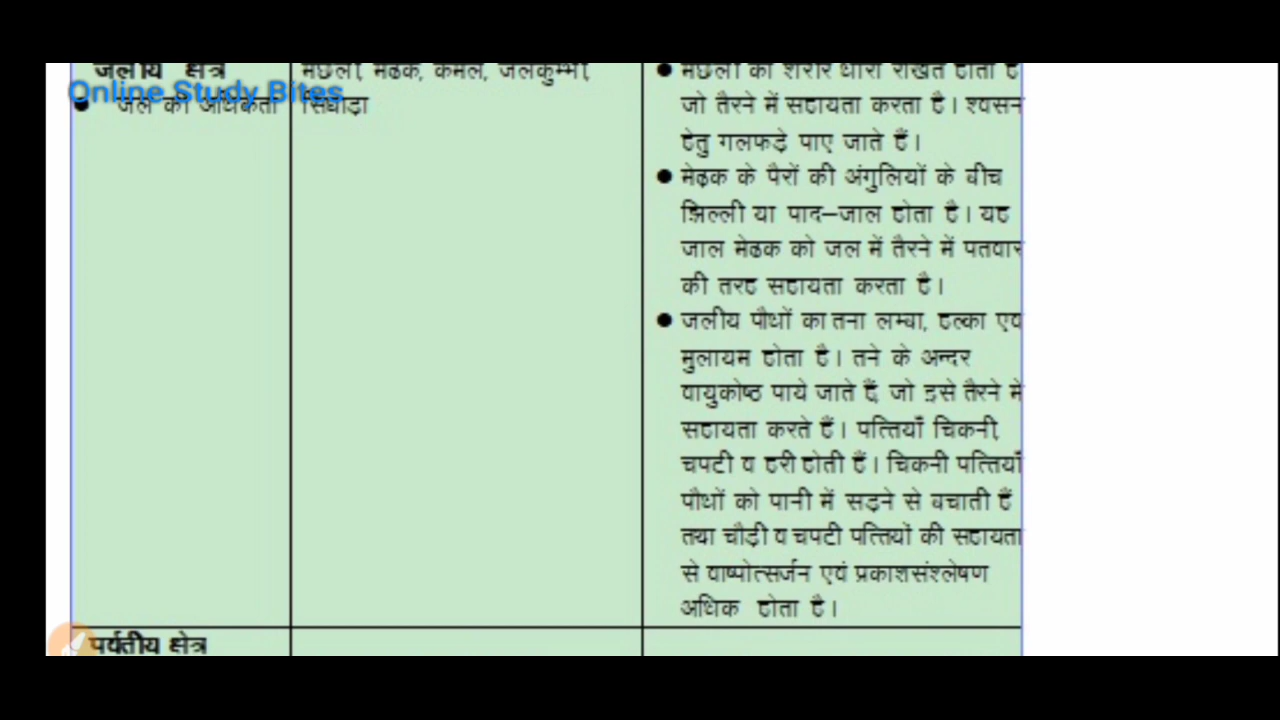 जलीय क्षेत्र
Online Study Bites
● जल की अधिकता
मछली, मेढक, कमल, जलकुम्भी,
सिंघाड़ा
● मछली का शरीर धारा रेखित होता है
जो तैरने में सहायता करता है। श्वसन
हेतु गलफड़े पाए जाते हैं।
● मेढ़क के पैरों की अंगुलियों के बीच
झिल्ली या पाद–जाल होता है। यह
जाल मेढक को जल में तैरने में पतवार
की तरह सहायता करता है।
● जलीय पौधों का तना लम्बा, हल्का एवं
मुलायम होता है। तने के अन्दर
वायुकोष्ठ पाये जाते हैं, जो इसे तैरने में
सहायता करते हैं। पत्तियाँ चिकनी,
चपटी व हरी होती हैं। चिकनी पत्तियाँ
पौधों को पानी में सड़ने से बचाती हैं
तथा चौड़ी व चपटी पत्तियों की सहायता
से वाष्पोत्सर्जन एवं प्रकाशसंश्लेषण
अधिक होता है।
पर्वतीय क्षेत्र